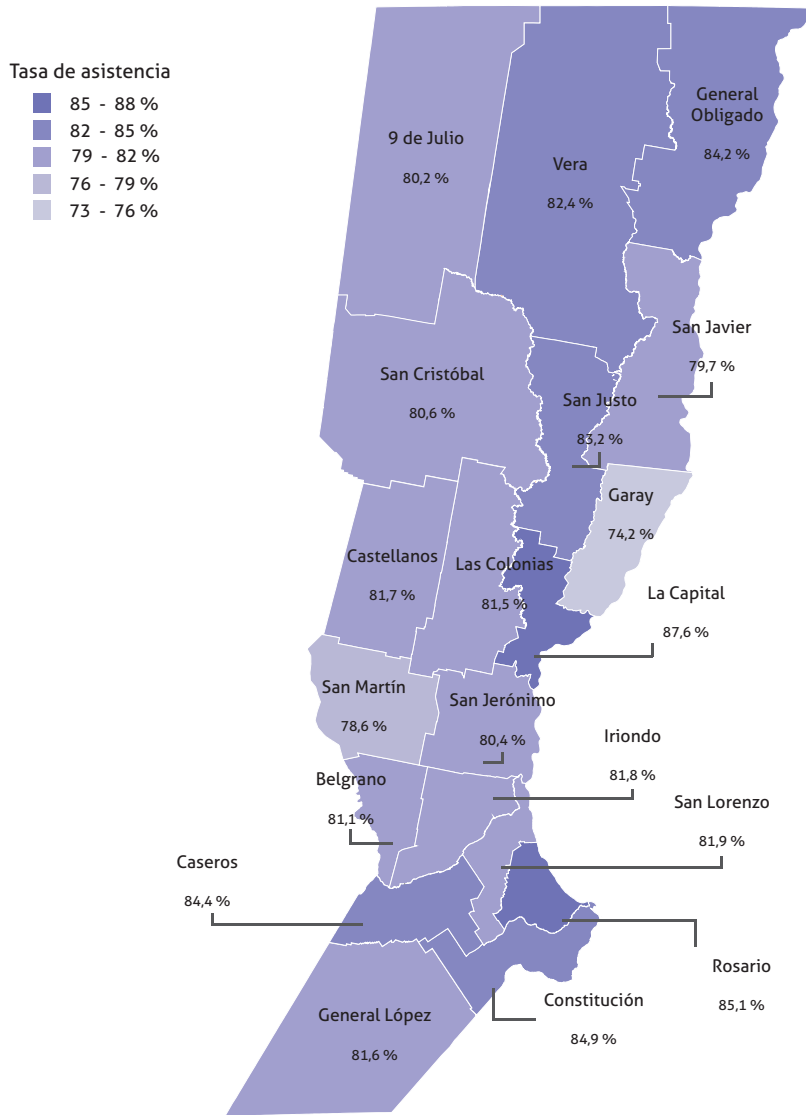 Tasa de asistencia
85 - 88 %
82 - 85 %
79 - 82 %
76 - 79 %
73 - 76 %
General
Obligado
84,2 %
9 de Julio
80,2 %
Vera
82,4 %
San Javier
79,7 %
San Cristóbal
80,6 %
San Justo
83,2 %
Garay
74,2 %
Castellanos
81,7 %
Las Colonias
81,5 %
La Capital
87,6 %
San Martín
78,6 %
San Jerónimo
80,4 %
Iriondo
81,8 %
Belgrano
81,1 %
San Lorenzo
81,9 %
Caseros
84,4 %
Rosario
85,1 %
Constitución
84,9 %
General López
81,6 %